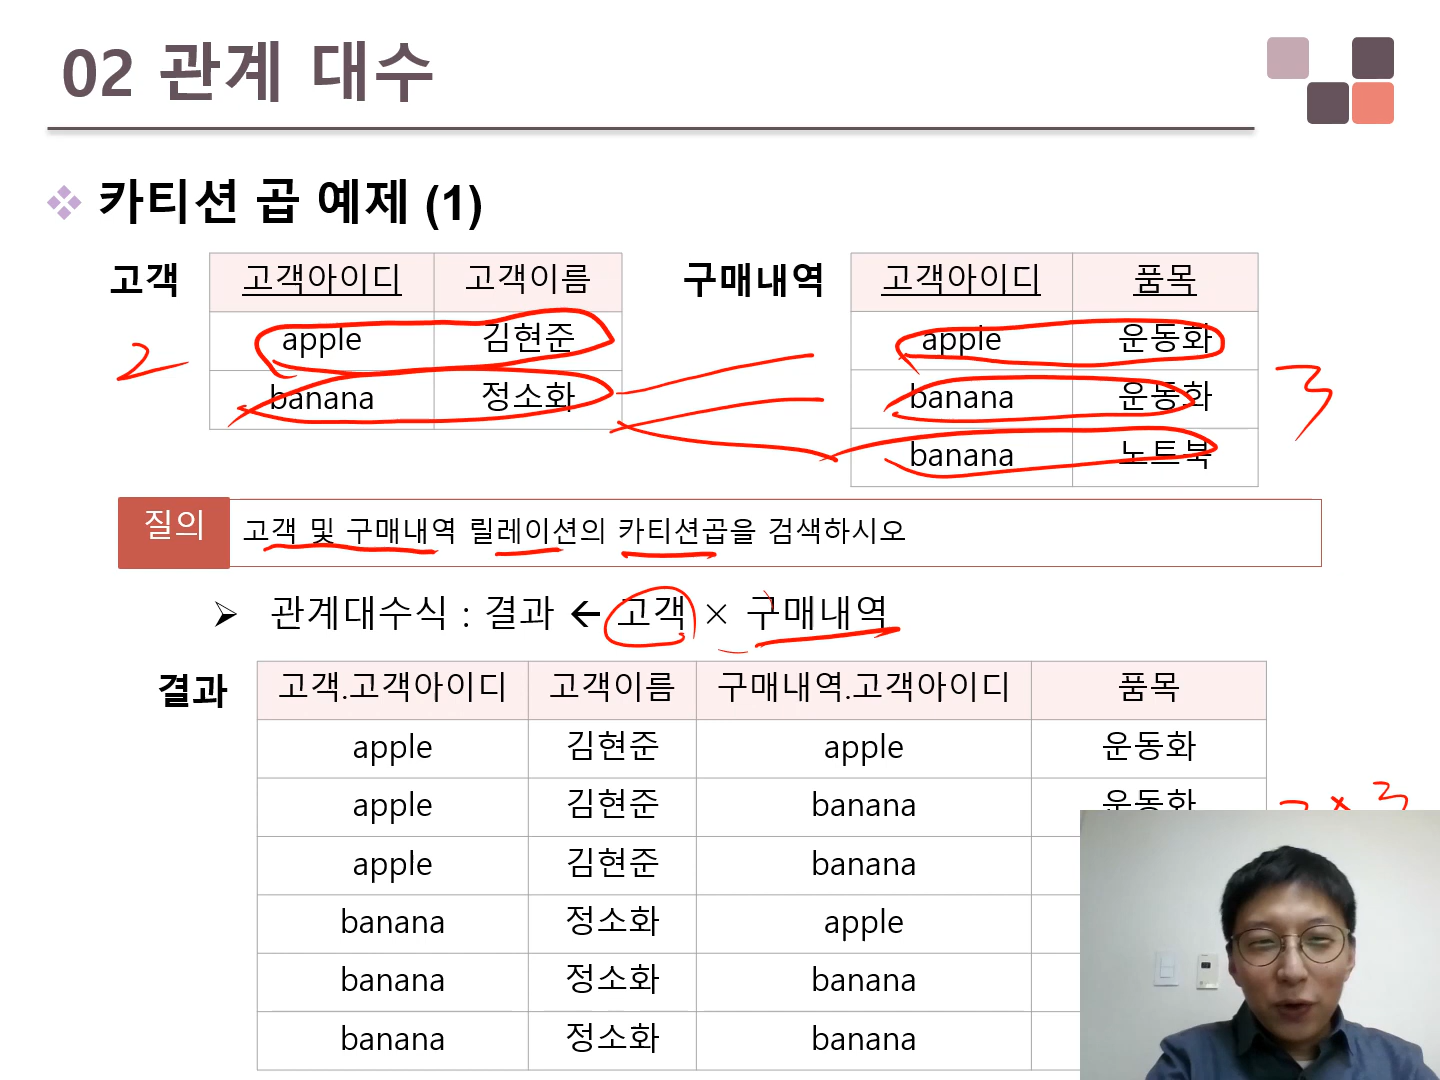 02 관계 대수
카티션 곱 예제 (1)
고객 고객아이디 고객이름 구매내역 고객아이디 품목
apple 김현준 apple 운동화
2 banana 정소화 banana 운동화 3
banana 노트북
질의 고객 및 구매내역 릴레이션의 카티션곱을 검색하시오
관계대수식 : 결과 ← 고객 × 구매내역
결과 고객.고객아이디 고객이름 구매내역.고객아이디 품목
apple 김현준 apple 운동화
apple 김현준 banana 운동화
apple 김현준 banana
banana 정소화 apple
banana 정소화 banana
banana 정소화 banana